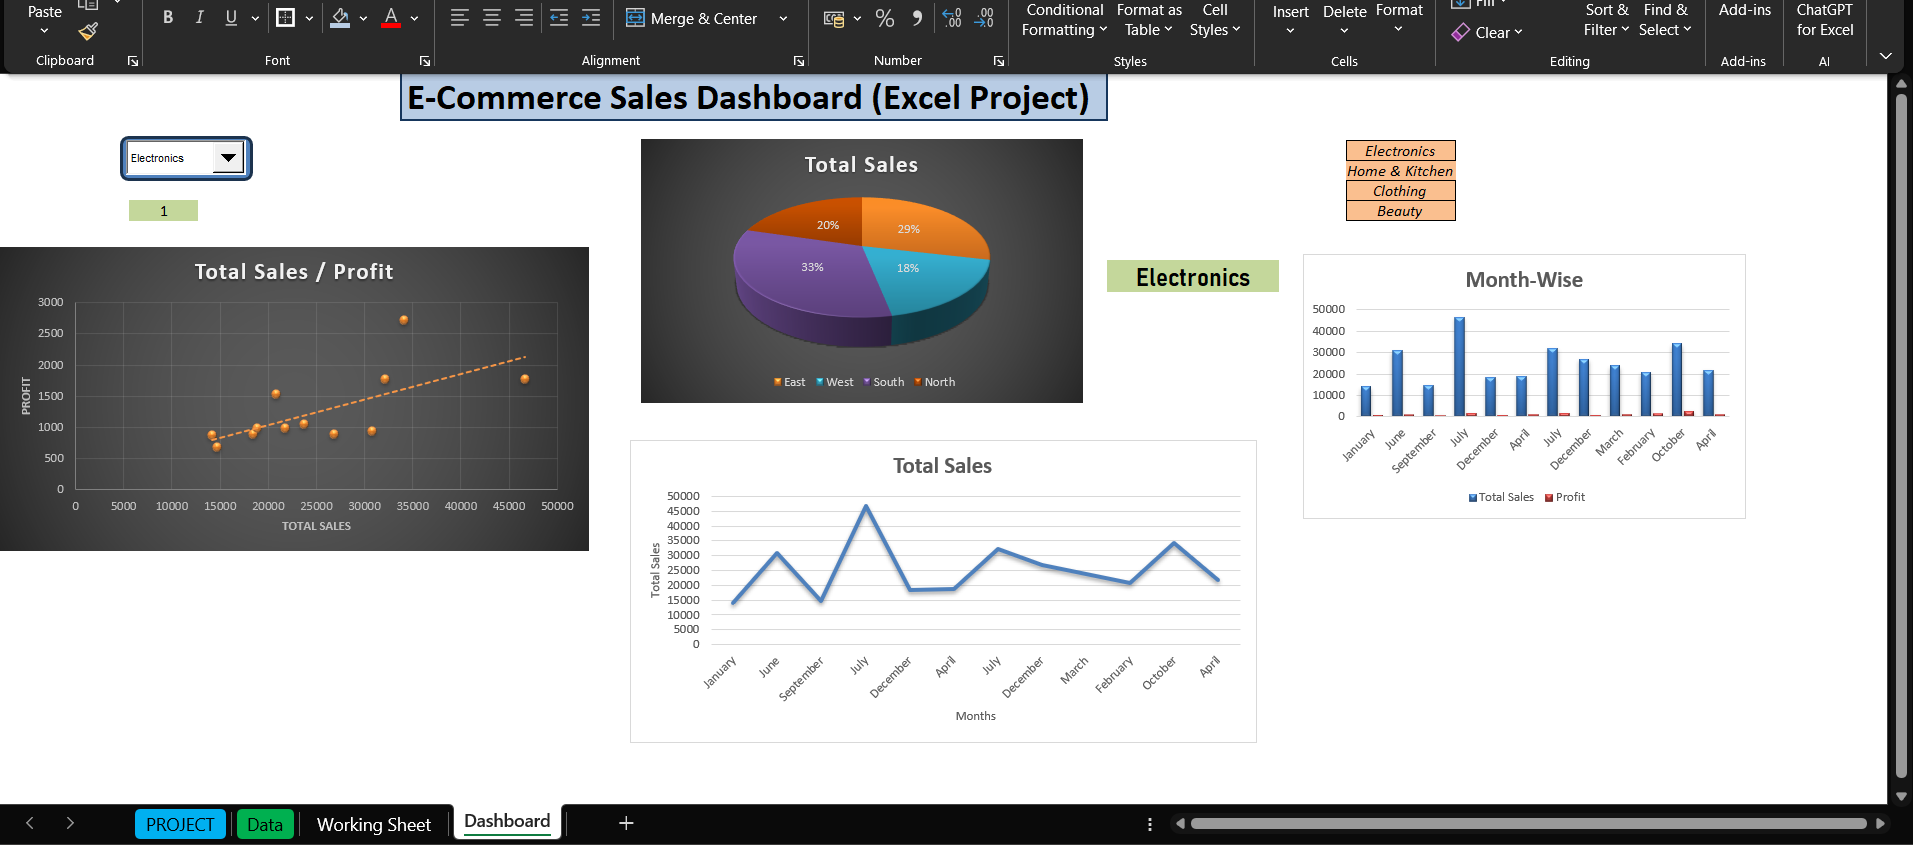 Paste
B I U
A
Merge & Center
%
.00
.00
Conditional Formatting
Format as Table
Cell Styles
Insert
Delete
Format
Clear
Sort & Filter
Find & Select
Add-ins
ChatGPT for Excel
Clipboard
Font
Alignment
Number
Styles
Cells
Editing
Add-ins
AI
E-Commerce Sales Dashboard (Excel Project)
Electronics
1
Total Sales / Profit
3000
2500
2000
1500
1000
500
0
PROFIT
0 5000 10000 15000 20000 25000 30000 35000 40000 45000 50000
TOTAL SALES
Total Sales
20%
29%
33%
18%
East West South North
Electronics
Home & Kitchen
Clothing
Beauty
Electronics
Month-Wise
50000
40000
30000
20000
10000
0
January June September July December April July December March February October April
Total Sales Profit
Total Sales
50000
45000
40000
35000
30000
25000
20000
15000
10000
5000
0
Total Sales
January June September July December April July December March February October April
Months
PROJECT Data Working Sheet Dashboard